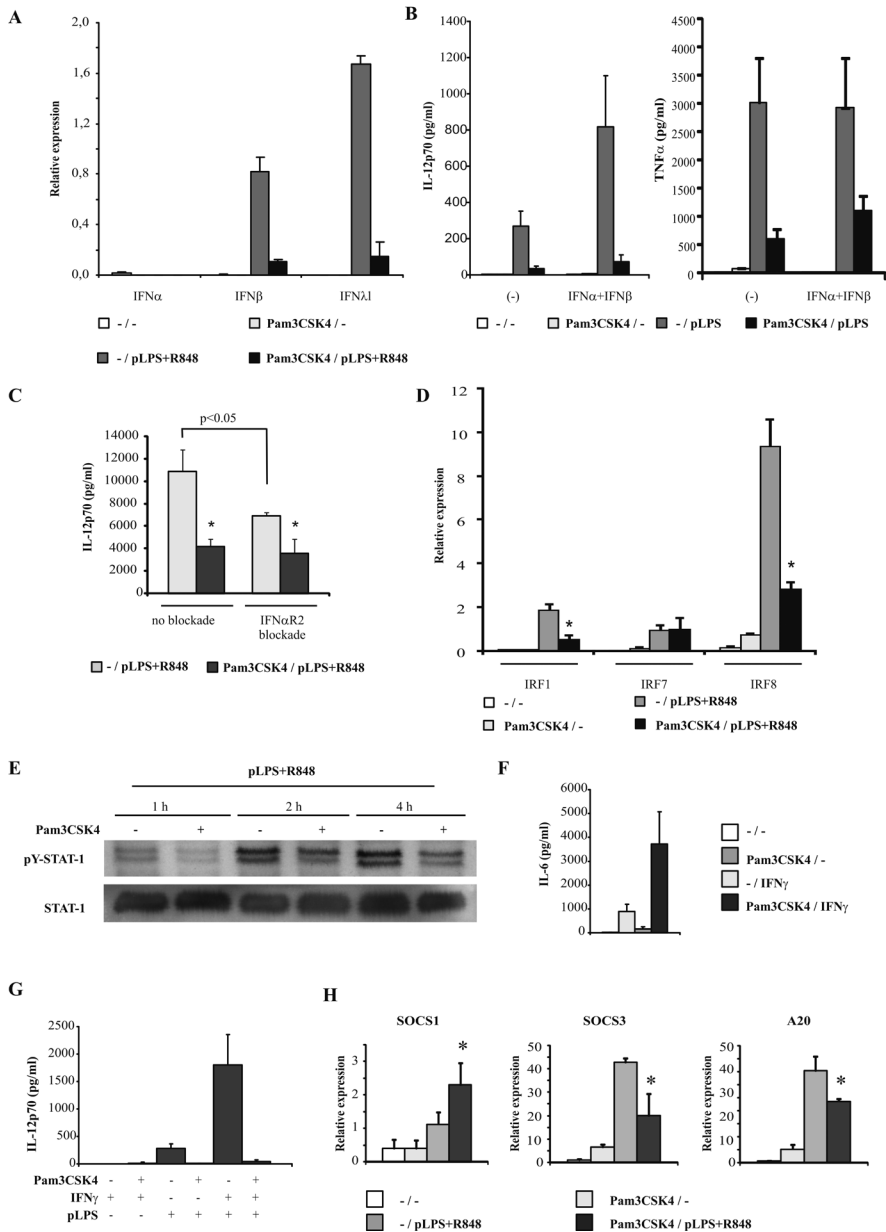 A
Relative expression
2,0
1,6
1,2
0,8
0,4
0,0
IFNα
IFNβ
IFNλl
- / -
Pam3CSK4 / -
- / pLPS+R848
Pam3CSK4 / pLPS+R848
B
IL-12p70 (pg/ml)
1400
1200
1000
800
600
400
200
0
(-)
IFNα+IFNβ
TNFα (pg/ml)
4500
4000
3500
3000
2500
2000
1500
1000
500
0
(-)
IFNα+IFNβ
- / -
Pam3CSK4 / -
- / pLPS
Pam3CSK4 / pLPS
C
p<0.05
IL-12p70 (pg/ml)
14000
12000
10000
8000
6000
4000
2000
0
*
*
no blockade
IFNαR2
blockade
- / pLPS+R848
Pam3CSK4 / pLPS+R848
D
Relative expression
12
10
8
6
4
2
0
*
*
IRF1
IRF7
IRF8
- / -
- / pLPS+R848
Pam3CSK4 / -
Pam3CSK4 / pLPS+R848
E
pLPS+R848
1 h
2 h
4 h
Pam3CSK4 - + - + - +
pY-STAT-1
STAT-1
F
IL-6 (pg/ml)
6000
5000
4000
3000
2000
1000
0
- / -
Pam3CSK4 / -
- / IFNγ
Pam3CSK4 / IFNγ
G
IL-12p70 (pg/ml)
2500
2000
1500
1000
500
0
Pam3CSK4 - + - + - +
IFNγ + + - - + +
pLPS - - + + + +
H
SOCS1
Relative expression
3
2
1
0
*
SOCS3
Relative expression
50
40
30
20
10
0
*
A20
Relative expression
50
40
30
20
10
0
*
- / -
Pam3CSK4 / -
- / pLPS+R848
Pam3CSK4 / pLPS+R848